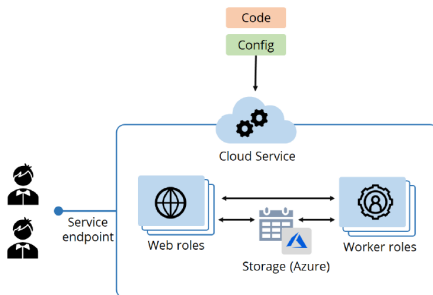 Code
Config
Cloud Service
Service
endpoint
Web roles
Storage (Azure)
Worker roles